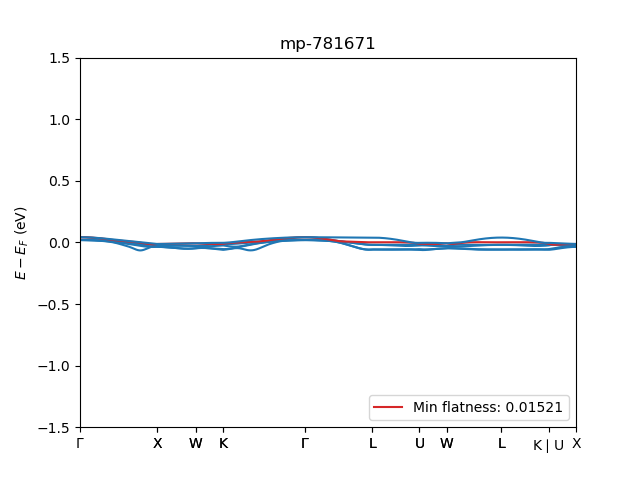 mp-781671
1.5
1.0
0.5
0.0
−0.5
−1.0
−1.5
E − E_F (eV)
Min flatness: 0.01521
Γ X W K Γ L U W L K | U X